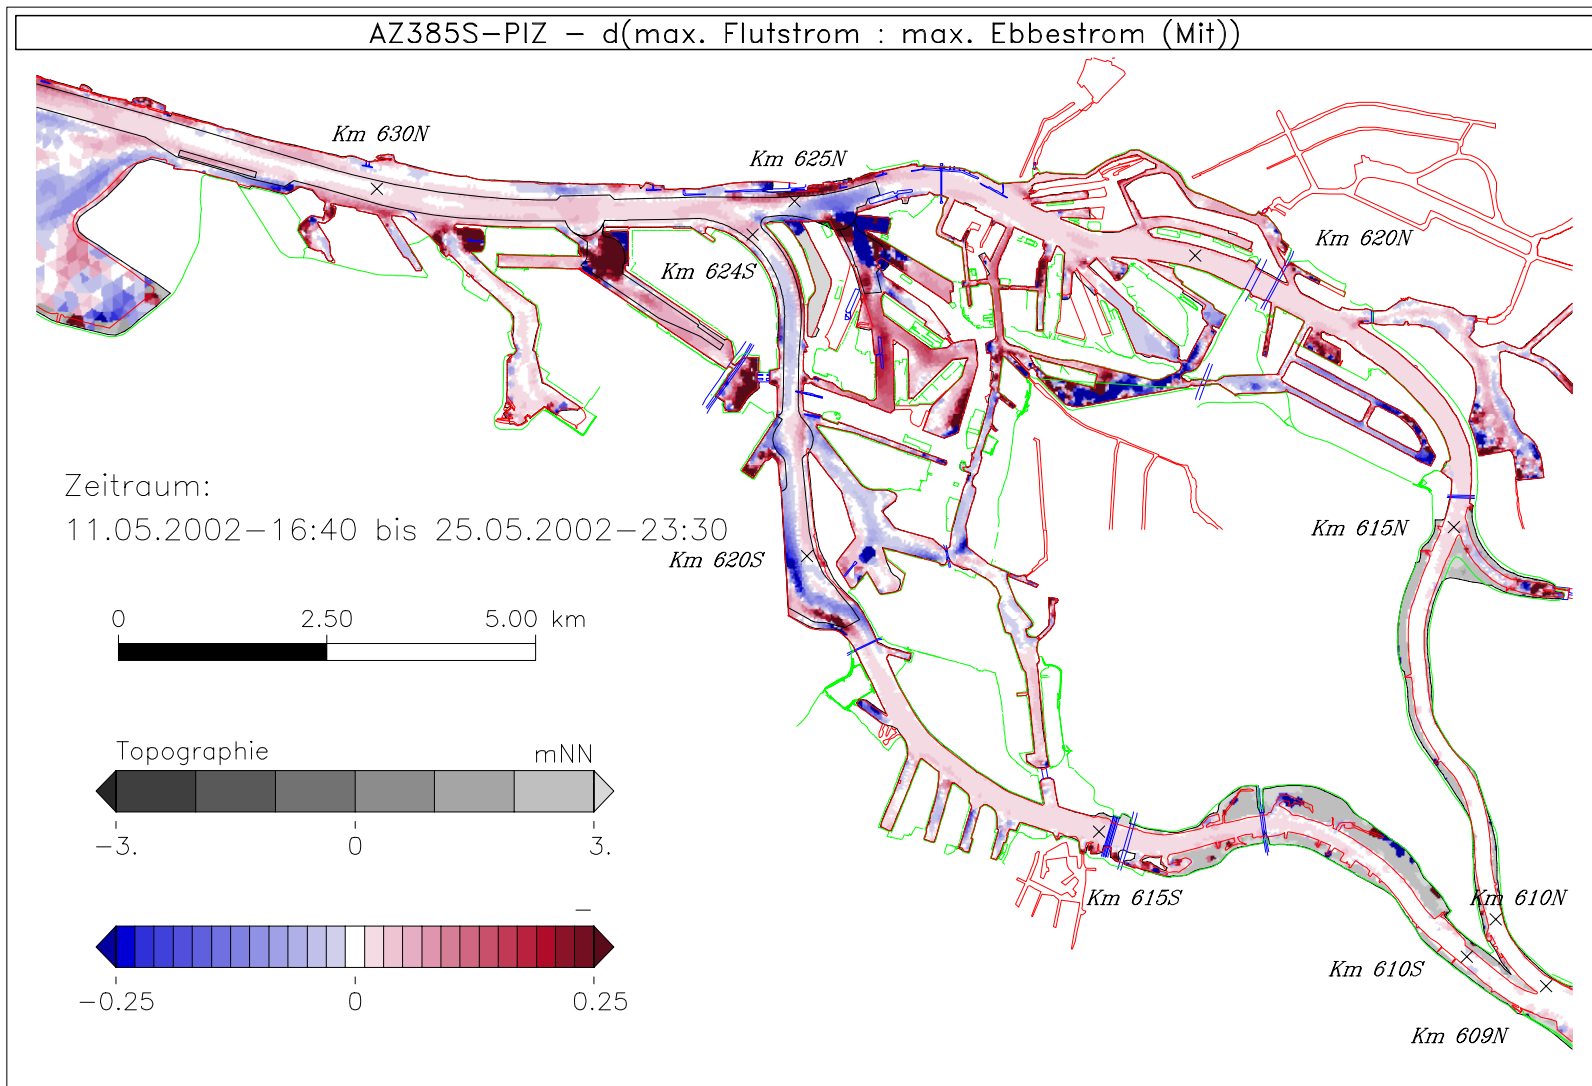 AZ385S-PIZ - d(max. Flutstrom : max. Ebbestrom (Mit))
Km 630N
Km 625N
Km 620N
Km 624S
Zeitraum:
11.05.2002-16:40 bis 25.05.2002-23:30
Km 615N
Km 620S
0 2.50 5.00 km
Topographie mNN
-3. 0 3.
Km 615S
Km 610N
-
Km 610S
-0.25 0 0.25
Km 609N